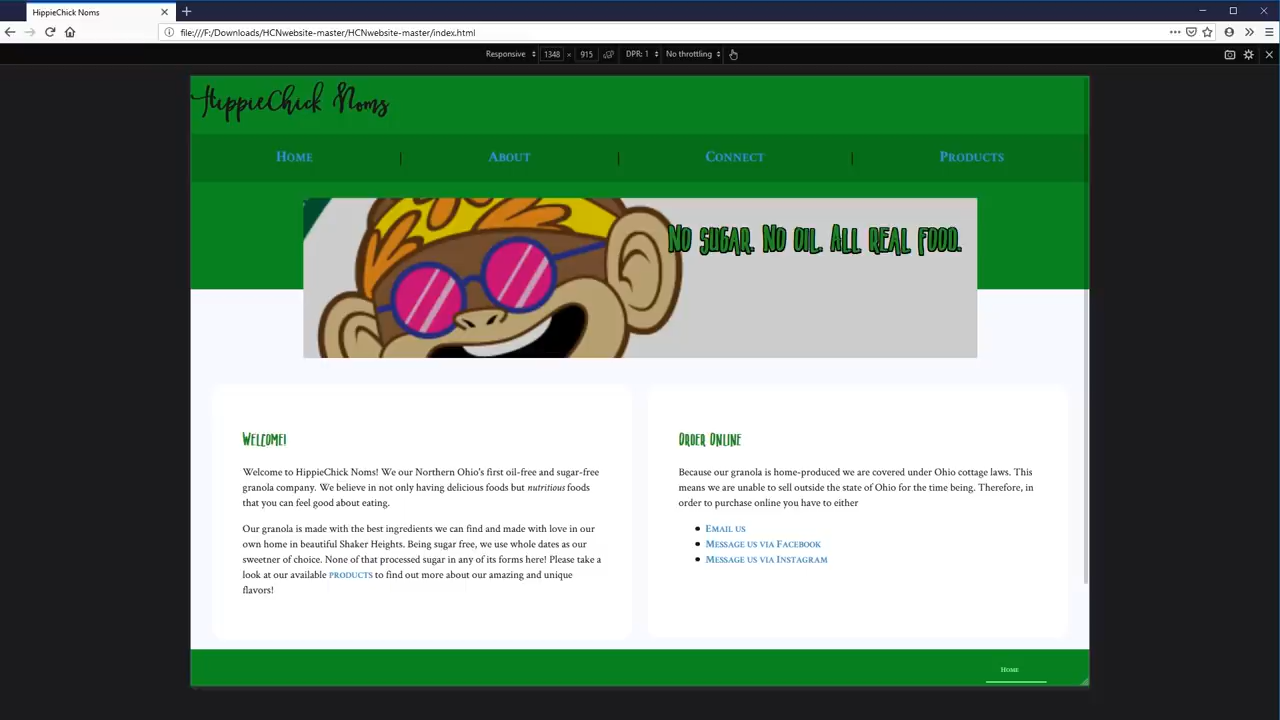 HippieChick Noms
file:///F:/Downloads/HCNwebsite-master/HCNwebsite-master/index.html
Responsive 1348 × 915 DPR: 1 No throttling
HippieChick Noms
Home | About | Connect | Products
No sugar. No oil. All real food.
Welcome!
Welcome to HippieChick Noms! We our Northern Ohio's first oil-free and sugar-free
granola company. We believe in not only having delicious foods but nutritious foods
that you can feel good about eating.
Our granola is made with the best ingredients we can find and made with love in our
own home in beautiful Shaker Heights. Being sugar free, we use whole dates as our
sweetner of choice. None of that processed sugar in any of its forms here! Please take a
look at our available products to find out more about our amazing and unique
flavors!
Order Online
Because our granola is home-produced we are covered under Ohio cottage laws. This
means we are unable to sell outside the state of Ohio for the time being. Therefore, in
order to purchase online you have to either
Email us
Message us via Facebook
Message us via Instagram
Home